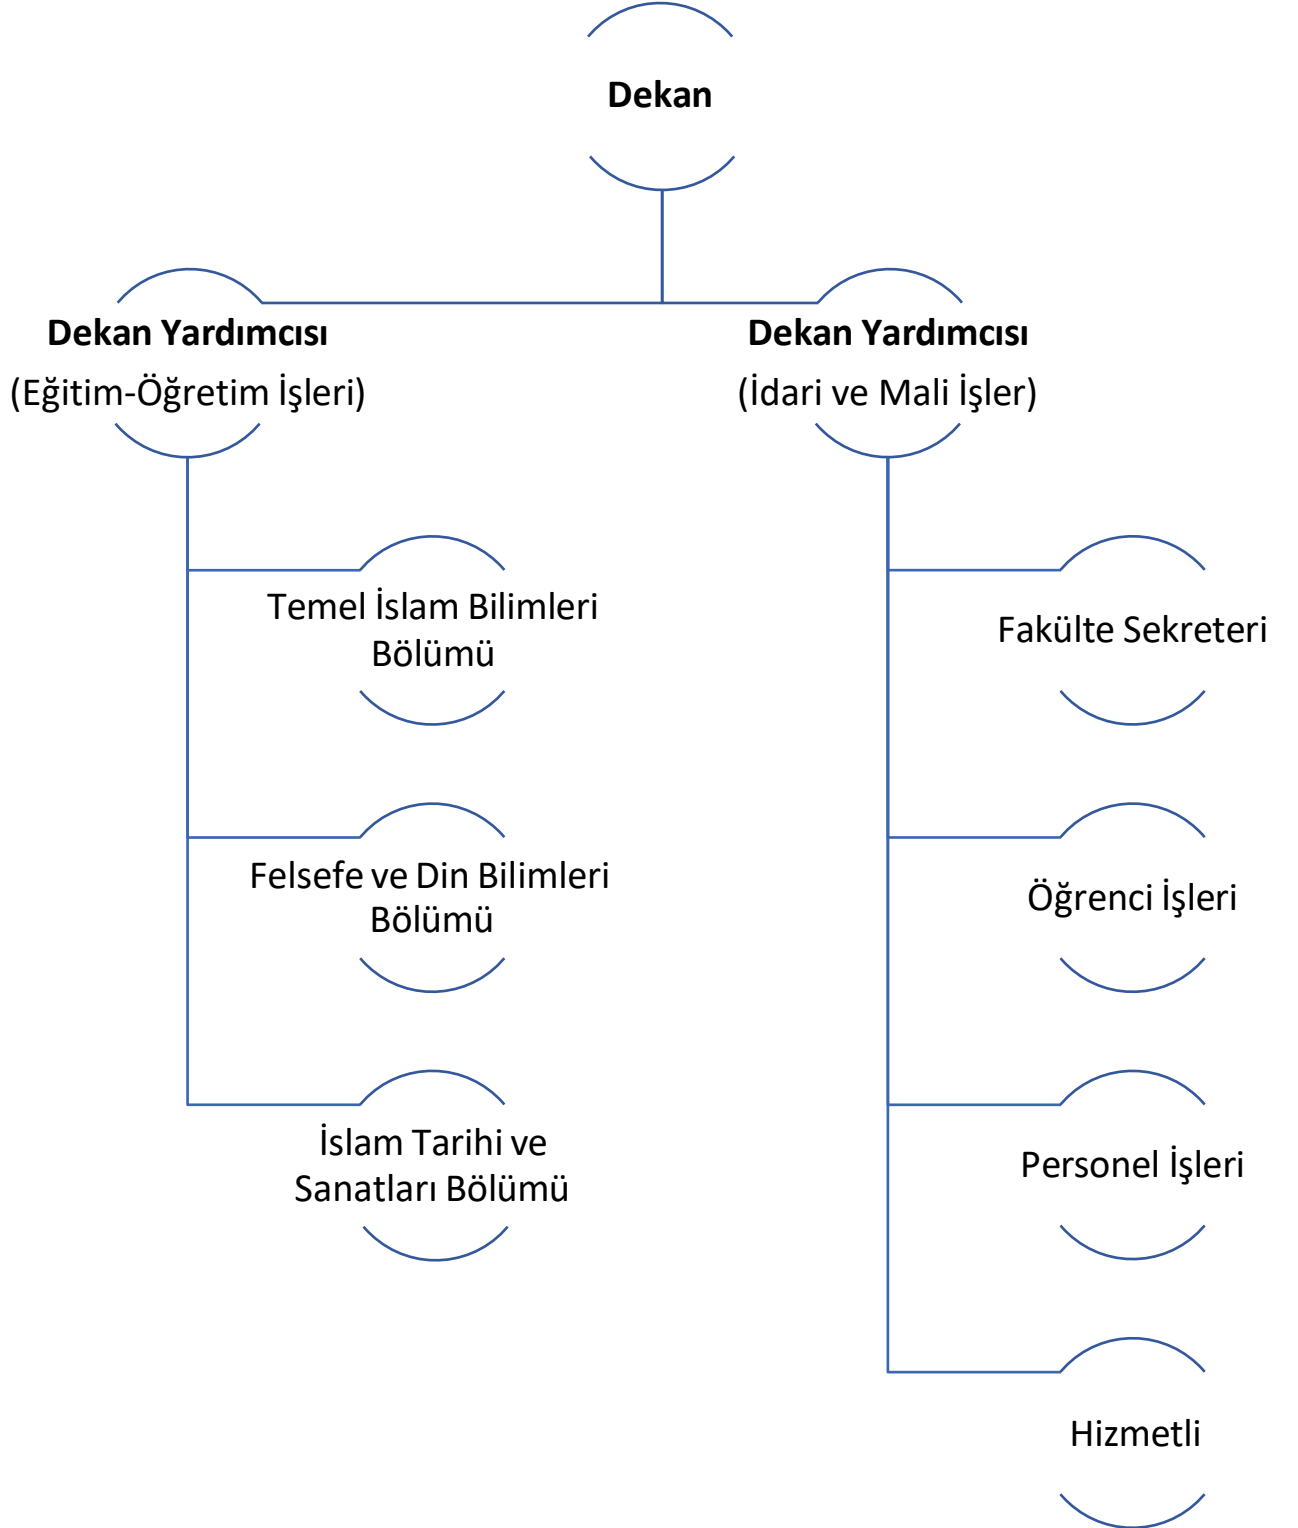 Dekan
Dekan Yardımcısı
(Eğitim-Öğretim İşleri)
Dekan Yardımcısı
(İdari ve Mali İşler)
Temel İslam Bilimleri
Bölümü
Fakülte Sekreteri
Felsefe ve Din Bilimleri
Bölümü
Öğrenci İşleri
İslam Tarihi ve
Sanatları Bölümü
Personel İşleri
Hizmetli